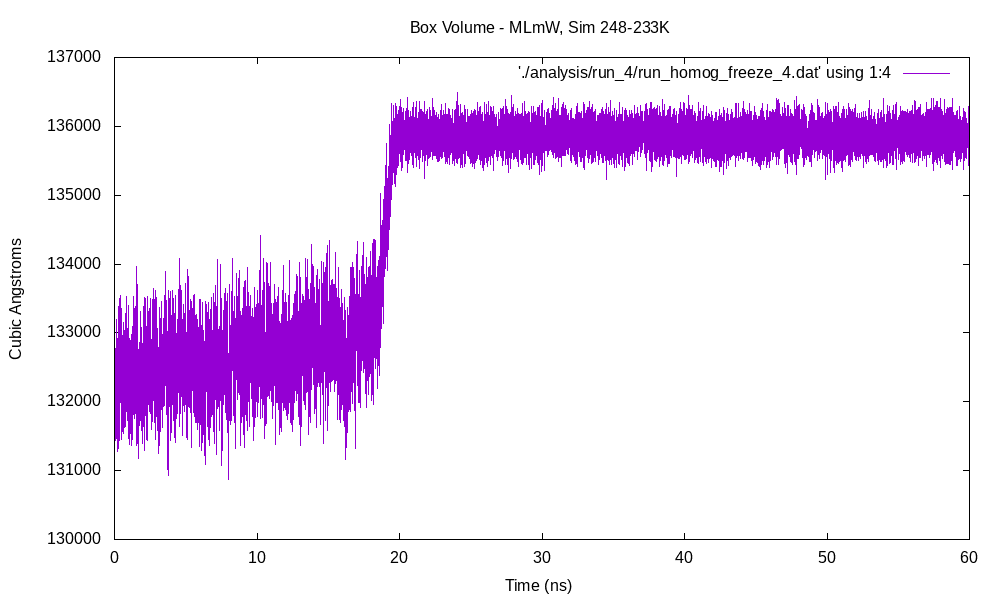 Box Volume - MLmW, Sim 248-233K
'./analysis/run_4/run_homog_freeze_4.dat' using 1:4
137000
136000
135000
134000
133000
132000
131000
130000
Cubic Angstroms
0 10 20 30 40 50 60
Time (ns)